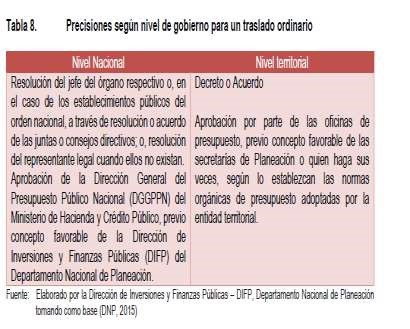 Tabla 8. Precisiones según nivel de gobierno para un traslado ordinario
Nivel Nacional
Resolución del jefe del órgano respectivo o, en
el caso de los establecimientos públicos del
orden nacional, a través de resolución o acuerdo
de las juntas o consejos directivos; o, resolución
del representante legal cuando ellos no existan.
Aprobación de la Dirección General del
Presupuesto Público Nacional (DGGPPN) del
Ministerio de Hacienda y Crédito Público, previo
concepto favorable de la Dirección de
Inversiones y Finanzas Públicas (DIFP) del
Departamento Nacional de Planeación.
Nivel territorial
Decreto o Acuerdo
Aprobación por parte de las oficinas de
presupuesto, previo concepto favorable de las
secretarías de Planeación o quien haga sus
veces, según lo establezcan las normas
orgánicas de presupuesto adoptadas por la
entidad territorial.
Fuente: Elaborado por la Dirección de Inversiones y Finanzas Públicas – DIFP, Departamento Nacional de Planeación
tomando como base (DNP, 2015)